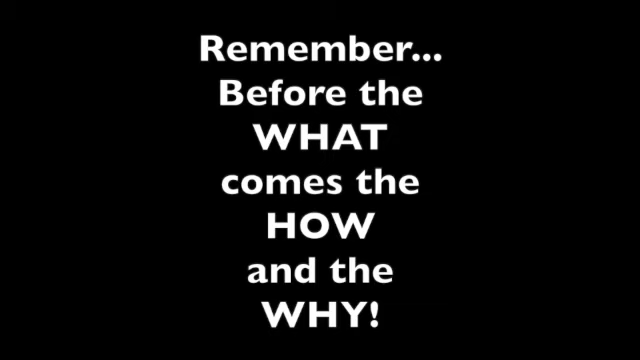 Remember...
Before the
WHAT
comes the
HOW
and the
WHY!